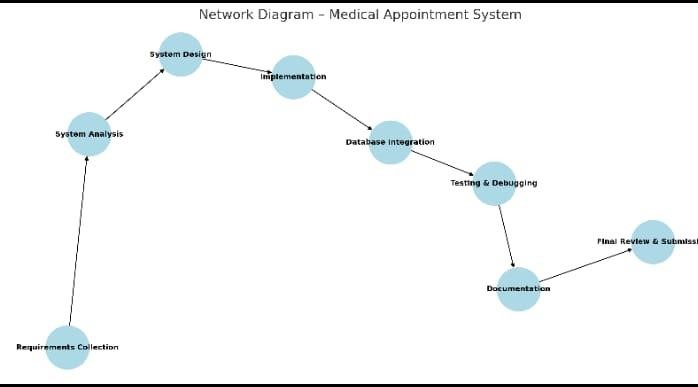 Network Diagram – Medical Appointment System
System Design
Implementation
System Analysis
Database Integration
Testing & Debugging
Final Review & Submissi
Documentation
Requirements Collection